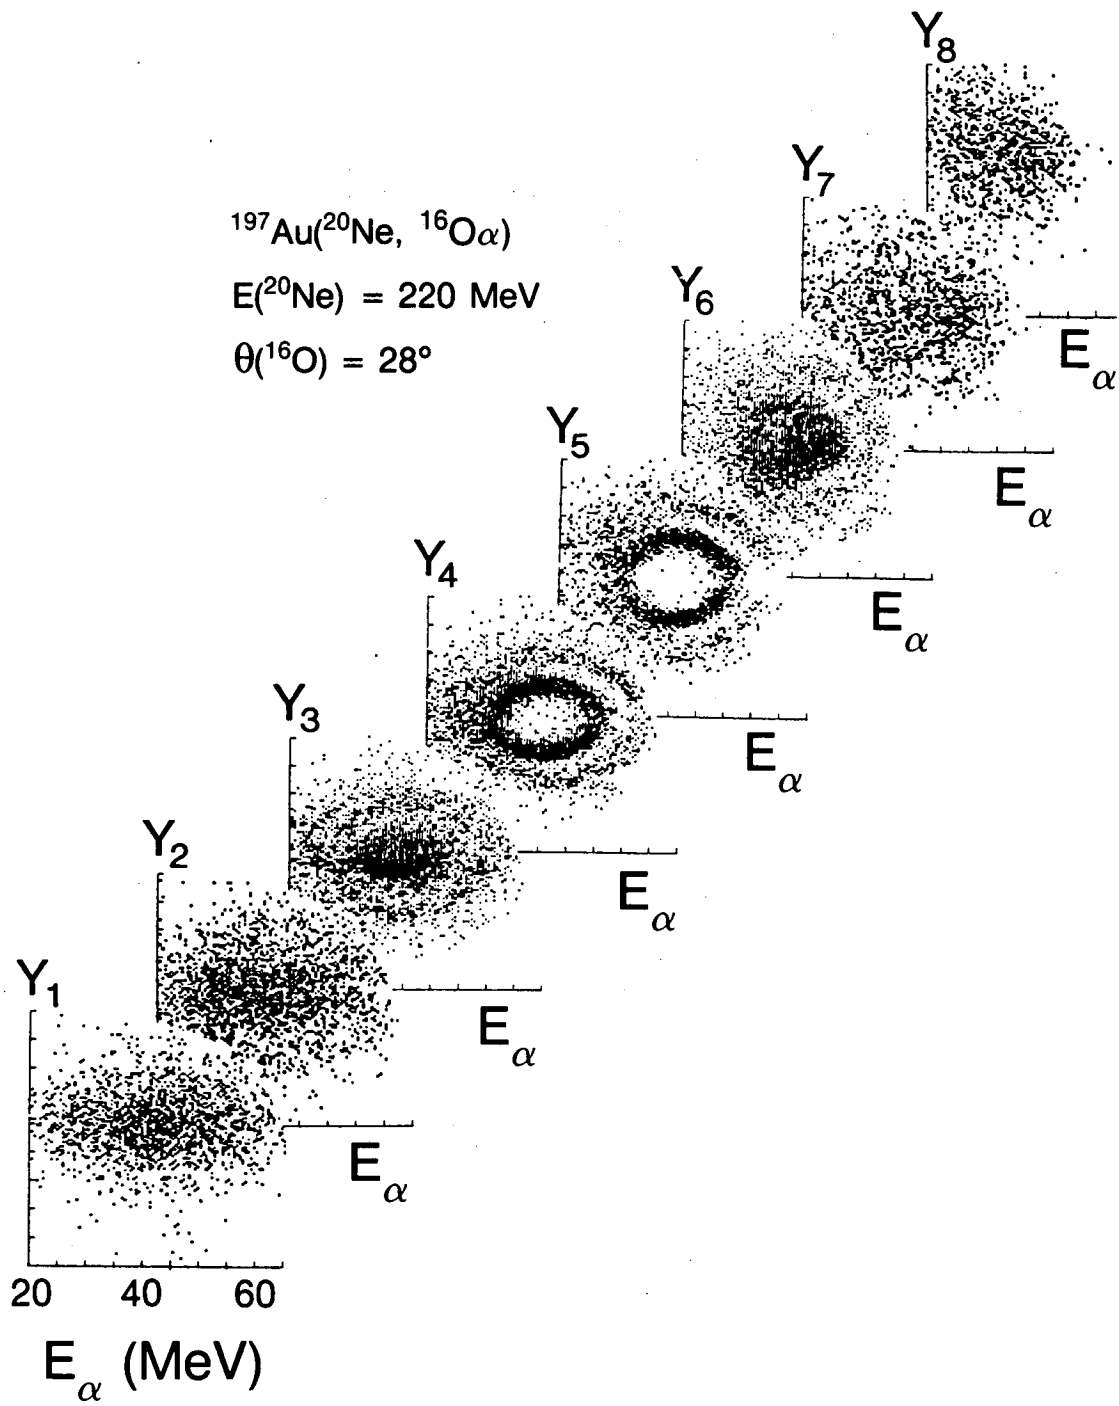 Y₈
Y₇
¹⁹⁷Au(²⁰Ne, ¹⁶Oα)
Y₆
E(²⁰Ne) = 220 MeV
Eα
θ(¹⁶O) = 28°
Y₅
Eα
Y₄
Eα
Y₃
Eα
Y₂
Eα
Y₁
Eα
Eα
20 40 60
Eα (MeV)